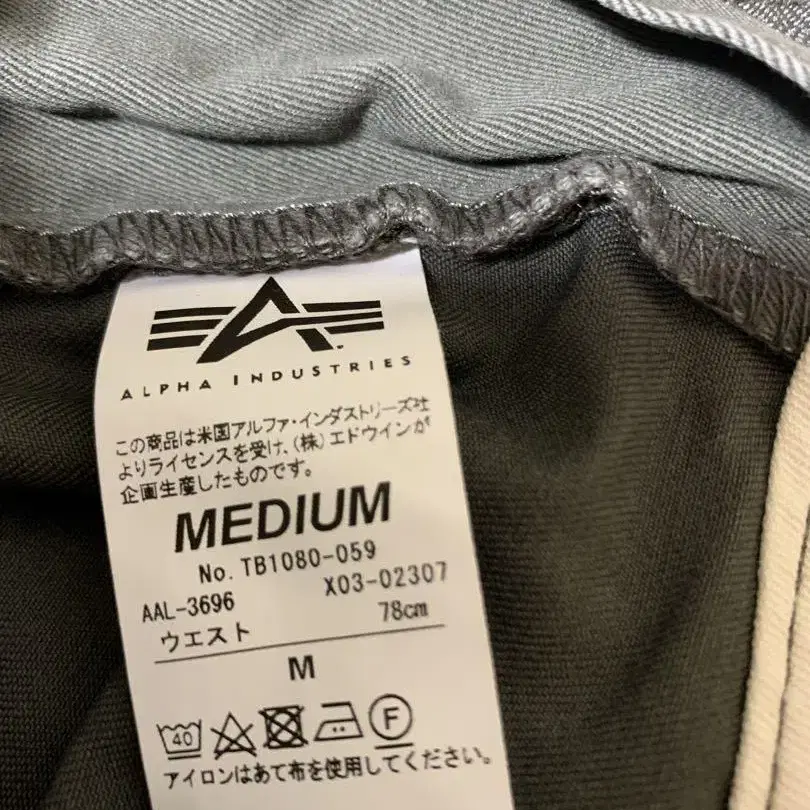 ALPHA INDUSTRIES
この商品は米国アルファ・インダストリーズ社
よりライセンスを受け、(株)エドウインが
企画生産したものです。
MEDIUM
No. TB1080-059
AAL-3696 X03-02307
ウエスト 78cm
M
40 F
アイロンはあて布を使用してください。